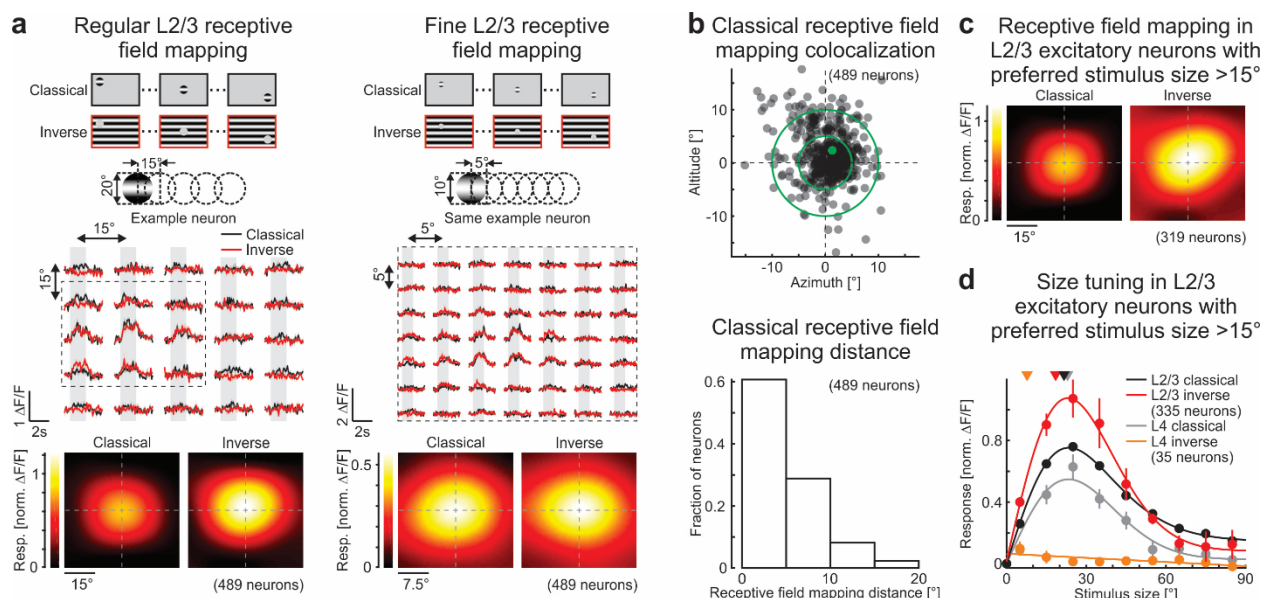 a
Regular L2/3 receptive
field mapping
Classical
Inverse
15°
20°
Example neuron
15°
Classical
Inverse
15°
1 ΔF/F
2s
Classical
Inverse
Resp. [norm. ΔF/F]
1
0
15°
(489 neurons)
Fine L2/3 receptive
field mapping
Classical
Inverse
5°
10°
Same example neuron
5°
5°
2 ΔF/F
2s
Classical
Inverse
0.5
0
7.5°
(489 neurons)
b
Classical receptive field
mapping colocalization
(489 neurons)
Altitude [°]
10
0
-10
-10
0
10
Azimuth [°]
Classical receptive field
mapping distance
(489 neurons)
Fraction of neurons
0.6
0.4
0.2
0
0
10
20
Receptive field mapping distance [°]
c
Receptive field mapping in
L2/3 excitatory neurons with
preferred stimulus size >15°
Classical
Inverse
Resp. [norm. ΔF/F]
1
0
15°
(319 neurons)
d
Size tuning in L2/3
excitatory neurons with
preferred stimulus size >15°
L2/3 classical
L2/3 inverse
(335 neurons)
L4 classical
L4 inverse
(35 neurons)
Response [norm. ΔF/F]
0.8
0.4
0
0
30
60
90
Stimulus size [°]